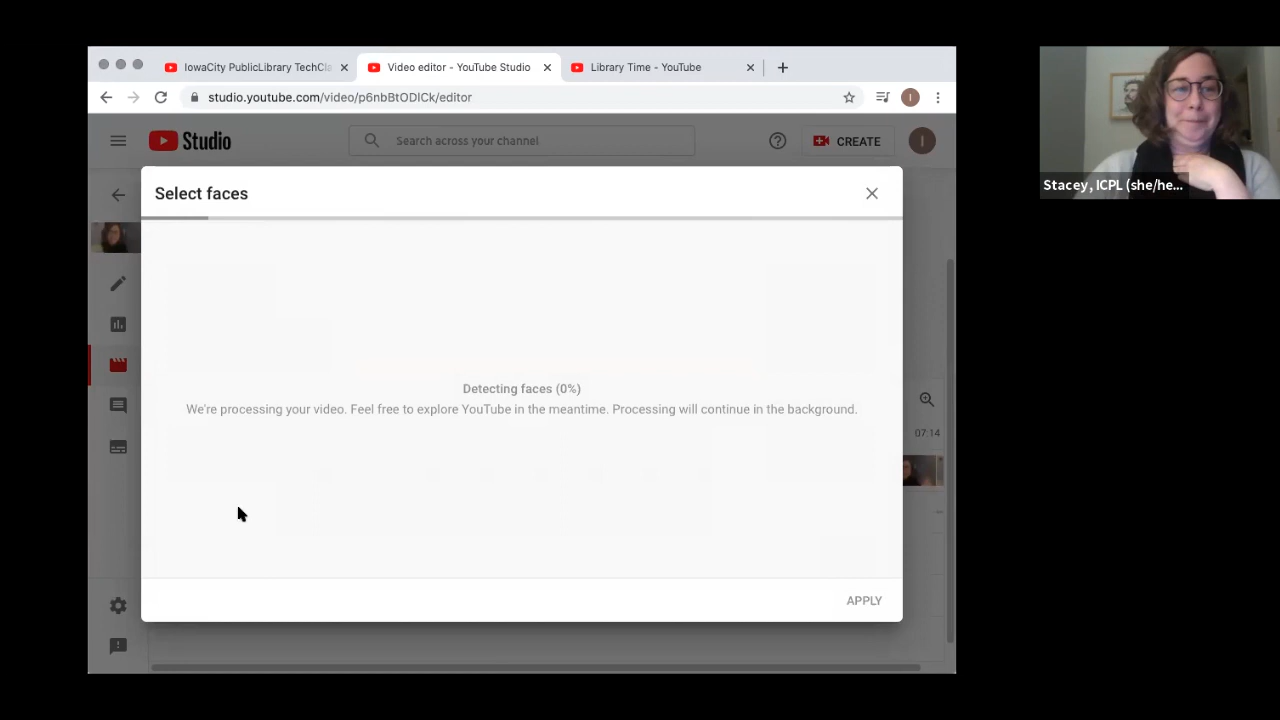 IowaCity PublicLibrary TechCla
Video editor - YouTube Studio
Library Time - YouTube
studio.youtube.com/video/p6nbBtODlCk/editor
I
Studio
Search across your channel
CREATE
I
Select faces
Stacey, ICPL (she/he...
Detecting faces (0%)
We're processing your video. Feel free to explore YouTube in the meantime. Processing will continue in the background.
07:14
APPLY